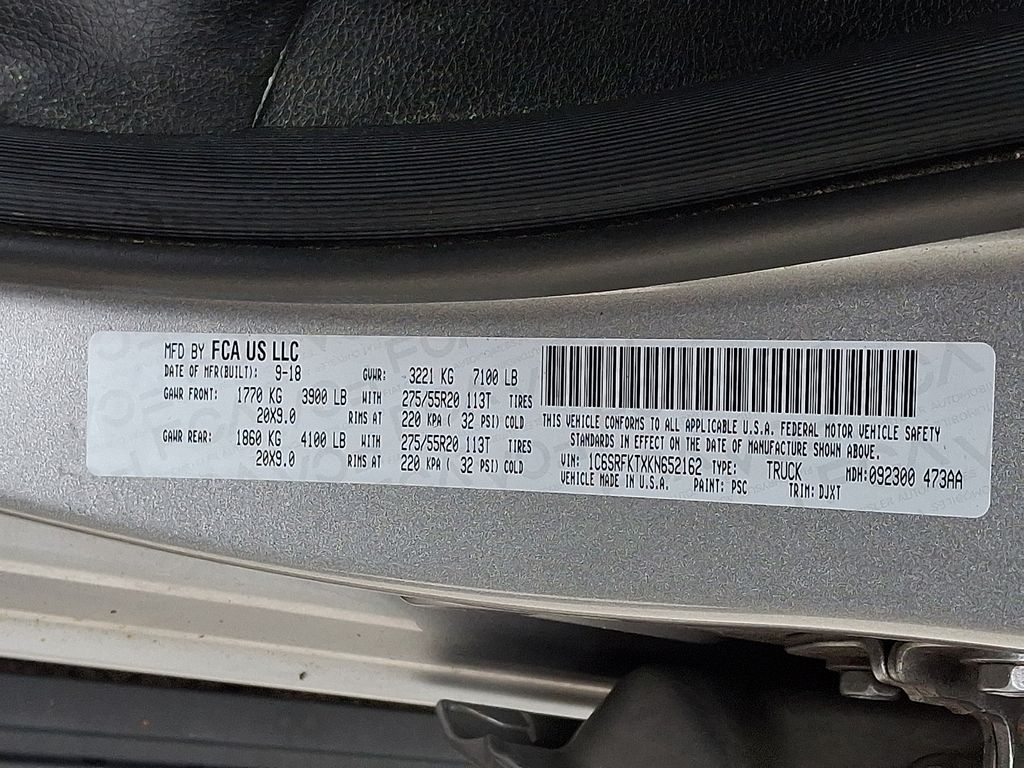 MFD BY FCA US LLC
DATE OF MFR(BUILT): 9-18 GVWR: 3221 KG 7100 LB
GAWR FRONT: 1770 KG 3900 LB WITH 275/55R20 113T TIRES
20X9.0 RIMS AT 220 KPA ( 32 PSI) COLD
GAWR REAR: 1860 KG 4100 LB WITH 275/55R20 113T TIRES
20X9.0 RIMS AT 220 KPA ( 32 PSI) COLD
THIS VEHICLE CONFORMS TO ALL APPLICABLE U.S.A. FEDERAL MOTOR VEHICLE SAFETY
STANDARDS IN EFFECT ON THE DATE OF MANUFACTURE SHOWN ABOVE.
VIN: 1C6SRFKTXKN652162 TYPE: TRUCK MDH:092300 473AA
VEHICLE MADE IN U.S.A. PAINT: PSC TRIM: DJXT